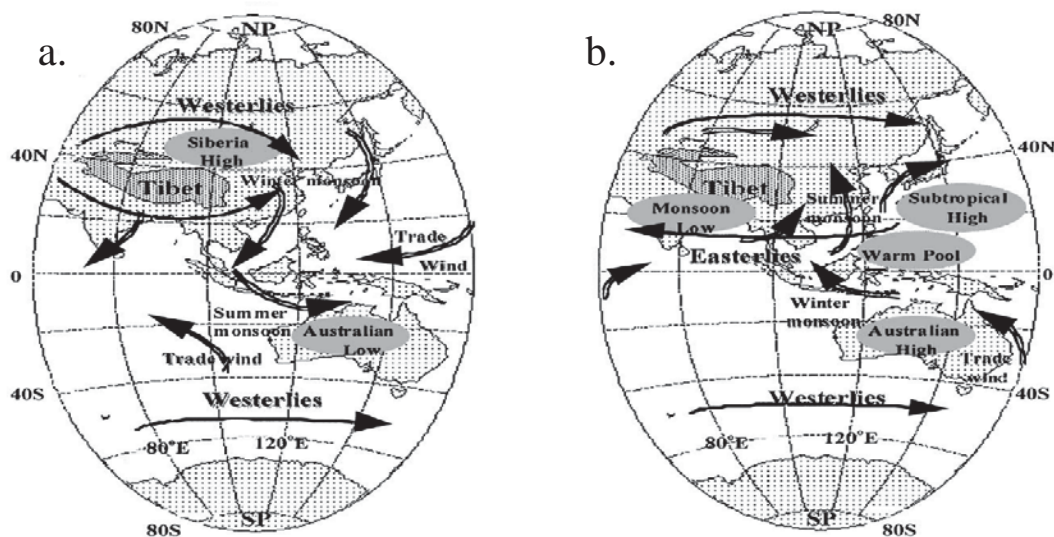 a.
80N
NP
Westerlies
Siberia
High
40N
Tibet
Winter monsoon
Trade
Wind
0
Summer
monsoon
Australian
Low
Trade wind
40S
Westerlies
80°E
120°E
SP
80S
b.
80N
NP
80N
Westerlies
40N
Tibet
Monsoon
Low
Summer
monsoon
Subtropical
High
Easterlies
Warm Pool
0
Winter
monsoon
Australian
High
Trade
wind
40S
Westerlies
80°E
120°E
SP
80S